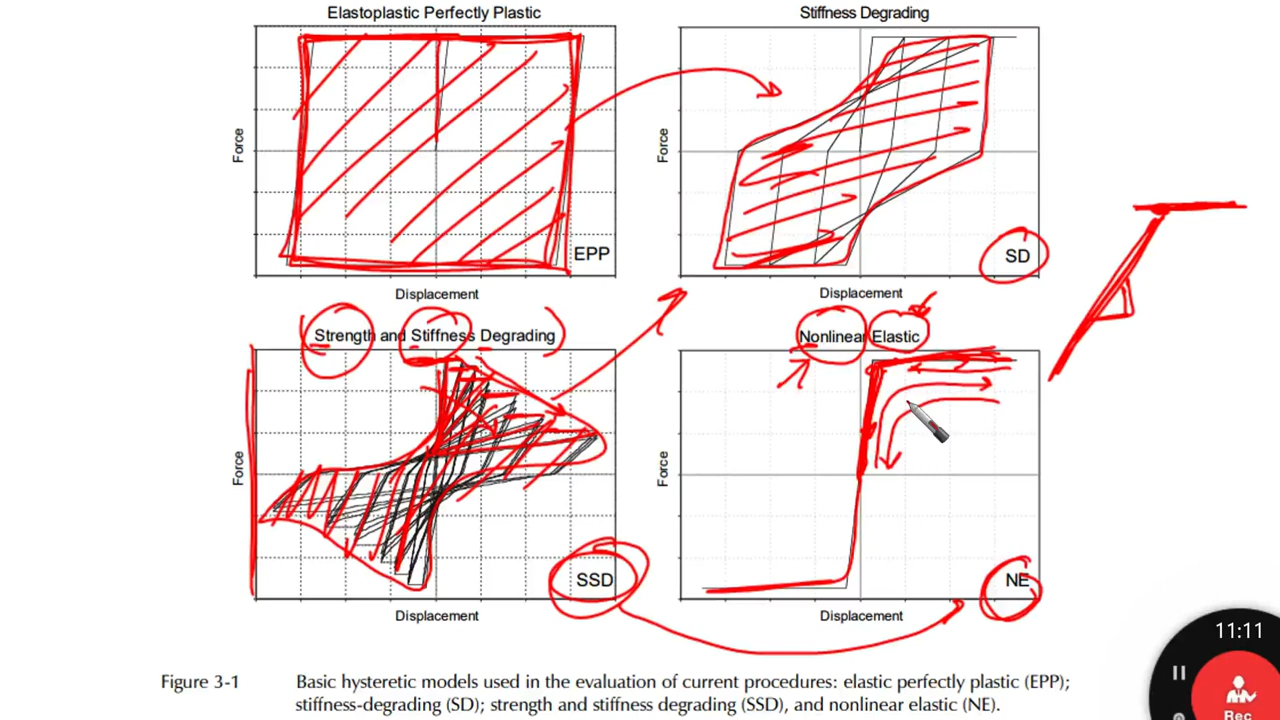 Elastoplastic Perfectly Plastic
Force
EPP
Displacement
Stiffness Degrading
Force
SD
Displacement
Strength and Stiffness Degrading
Force
SSD
Displacement
Nonlinear Elastic
Force
NE
Displacement
Figure 3-1 Basic hysteretic models used in the evaluation of current procedures: elastic perfectly plastic (EPP);
stiffness-degrading (SD); strength and stiffness degrading (SSD), and nonlinear elastic (NE).
11:11
Rec